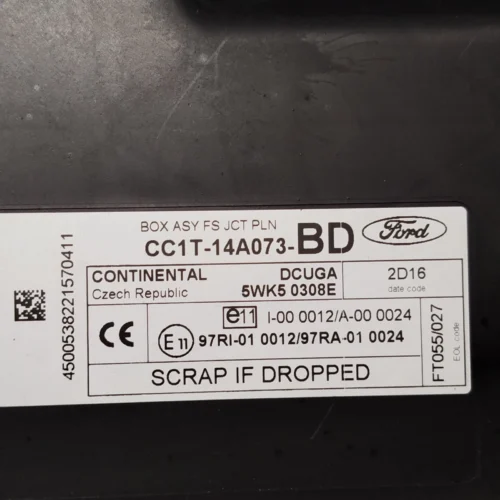 BOX ASY FS JCT PLN
CC1T-14A073-BD
Ford
CONTINENTAL DCUGA
Czech Republic 5WK5 0308E
2D16
date code
e11 I-00 0012/A-00 0024
CE E11 97RI-01 0012/97RA-01 0024
SCRAP IF DROPPED
FT055/027
EOL code
4500538221570411